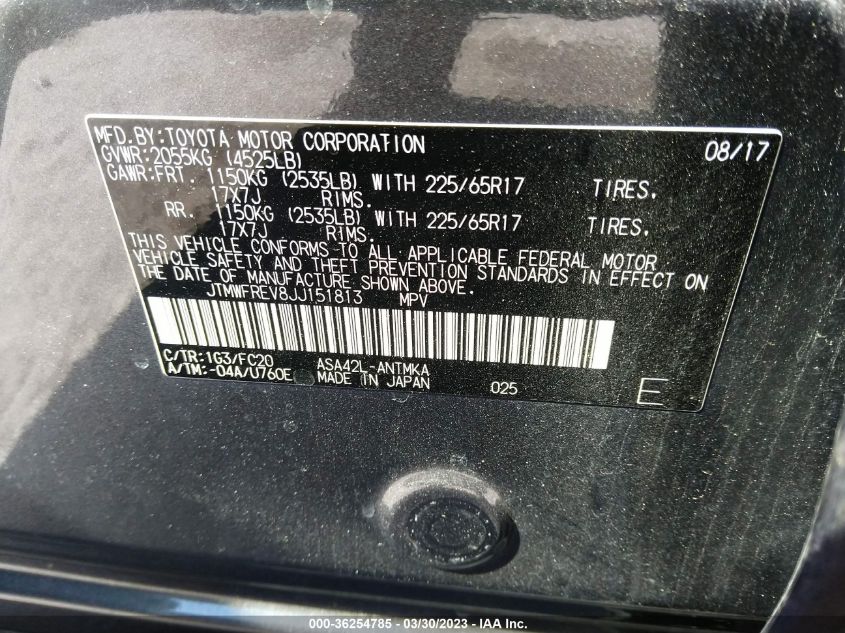 MFD.BY:TOYOTA MOTOR CORPORATION 08/17
GVWR:2055KG (4525LB)
GAWR:FRT. 1150KG (2535LB) WITH 225/65R17 TIRES,
17X7J RIMS.
RR. 1150KG (2535LB) WITH 225/65R17 TIRES,
17X7J RIMS.
THIS VEHICLE CONFORMS TO ALL APPLICABLE FEDERAL MOTOR
VEHICLE SAFETY AND THEFT PREVENTION STANDARDS IN EFFECT ON
THE DATE OF MANUFACTURE SHOWN ABOVE.
JTMWFREV8JJ151813 MPV
C/TR:1G3/FC20 ASA42L-ANTMKA
A/TM:-04A/U760E MADE IN JAPAN 025 E
000-36254785 - 03/30/2023 - IAA Inc.